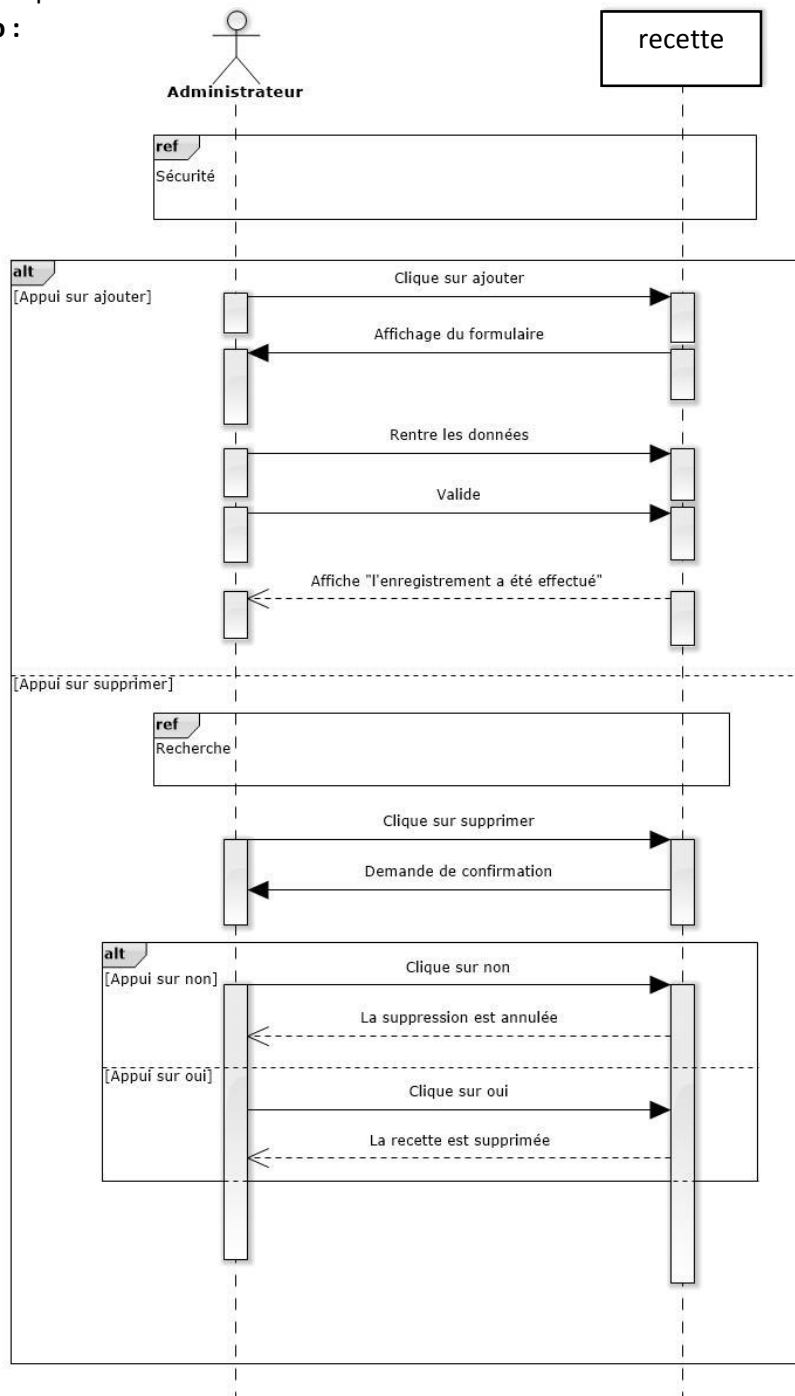 :
Administrateur
recette
ref
Sécurité
alt
[Appui sur ajouter]
Clique sur ajouter
Affichage du formulaire
Rentre les données
Valide
Affiche "l'enregistrement a été effectué"
[Appui sur supprimer]
ref
Recherche
Clique sur supprimer
Demande de confirmation
alt
[Appui sur non]
Clique sur non
La suppression est annulée
[Appui sur oui]
Clique sur oui
La recette est supprimée